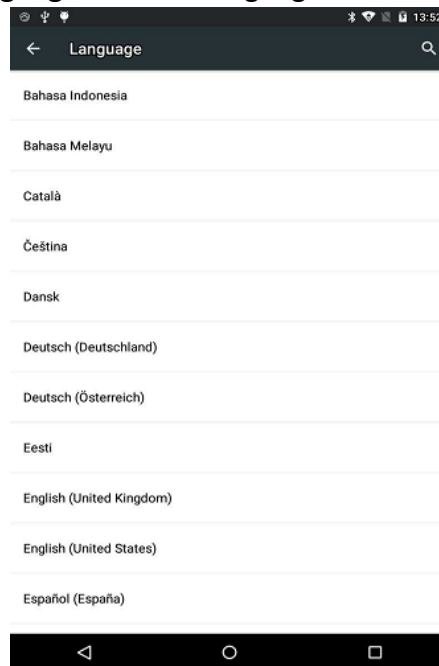 13:52
Language
Bahasa Indonesia
Bahasa Melayu
Català
Čeština
Dansk
Deutsch (Deutschland)
Deutsch (Österreich)
Eesti
English (United Kingdom)
English (United States)
Español (España)